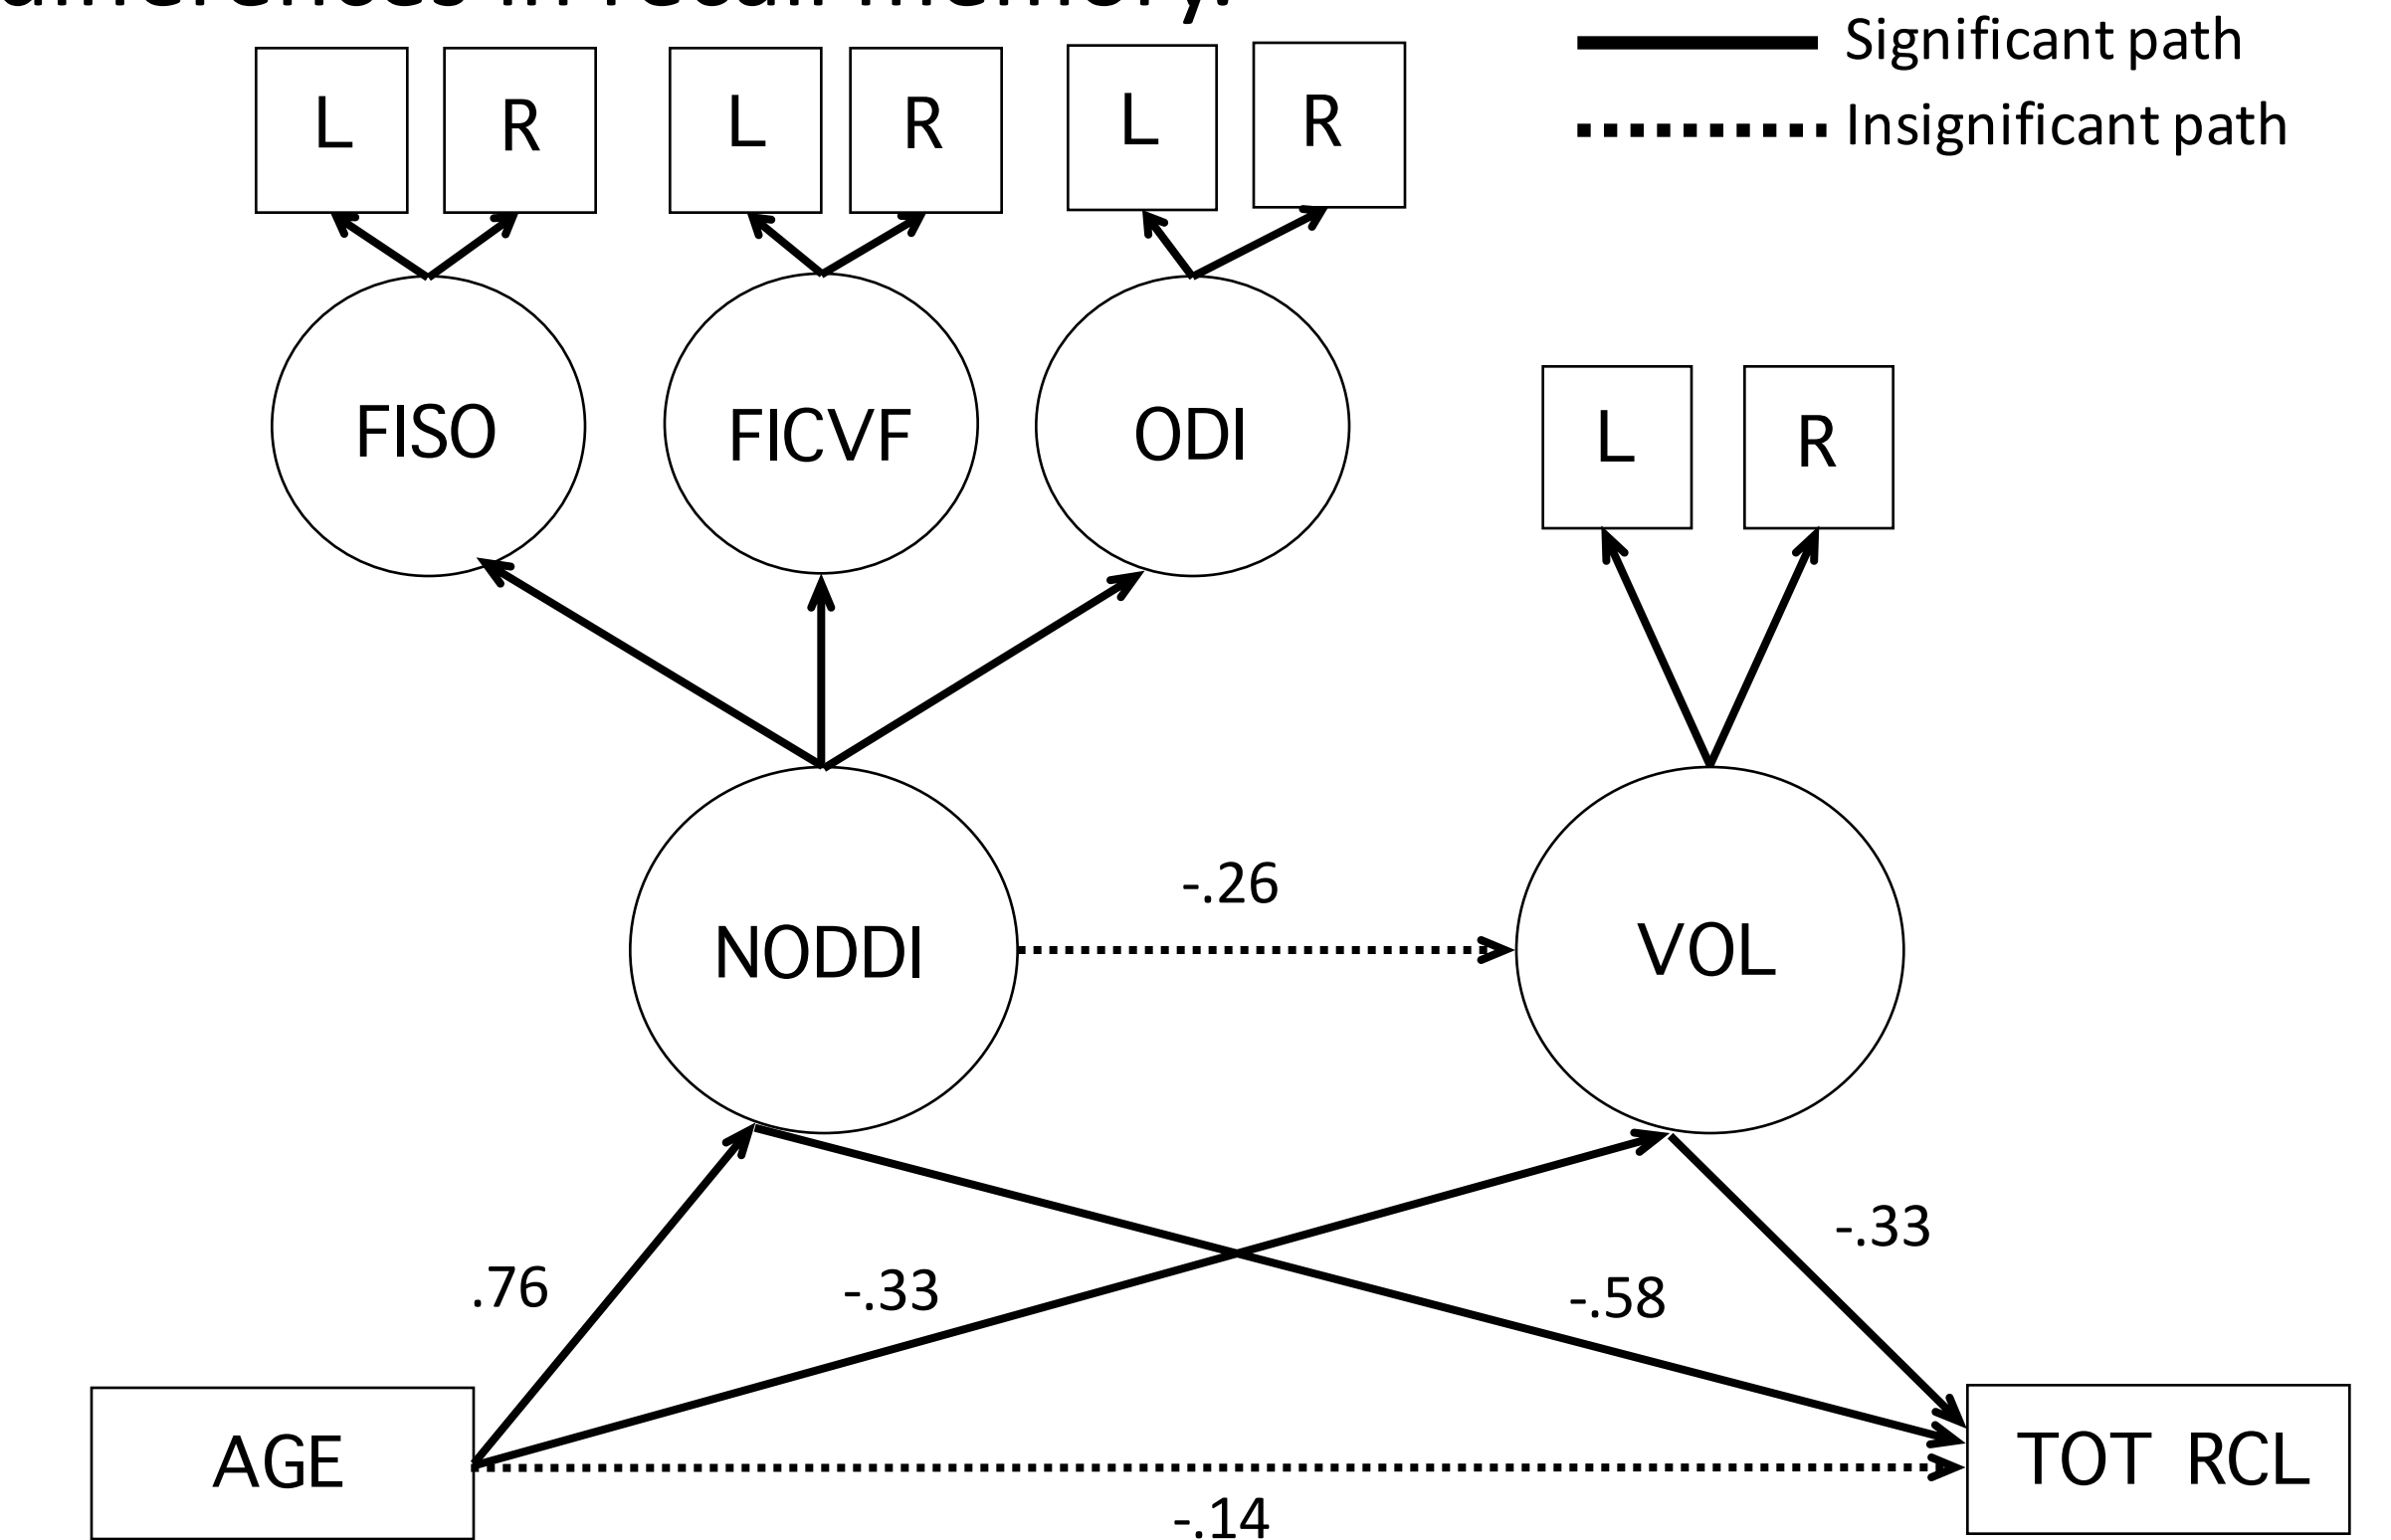 Significant path
Insignificant path
L R L R L R
FISO FICVF ODI
L R
NODDI
-.26
VOL
.76
-.33
-.58
-.33
AGE
-.14
TOT RCL